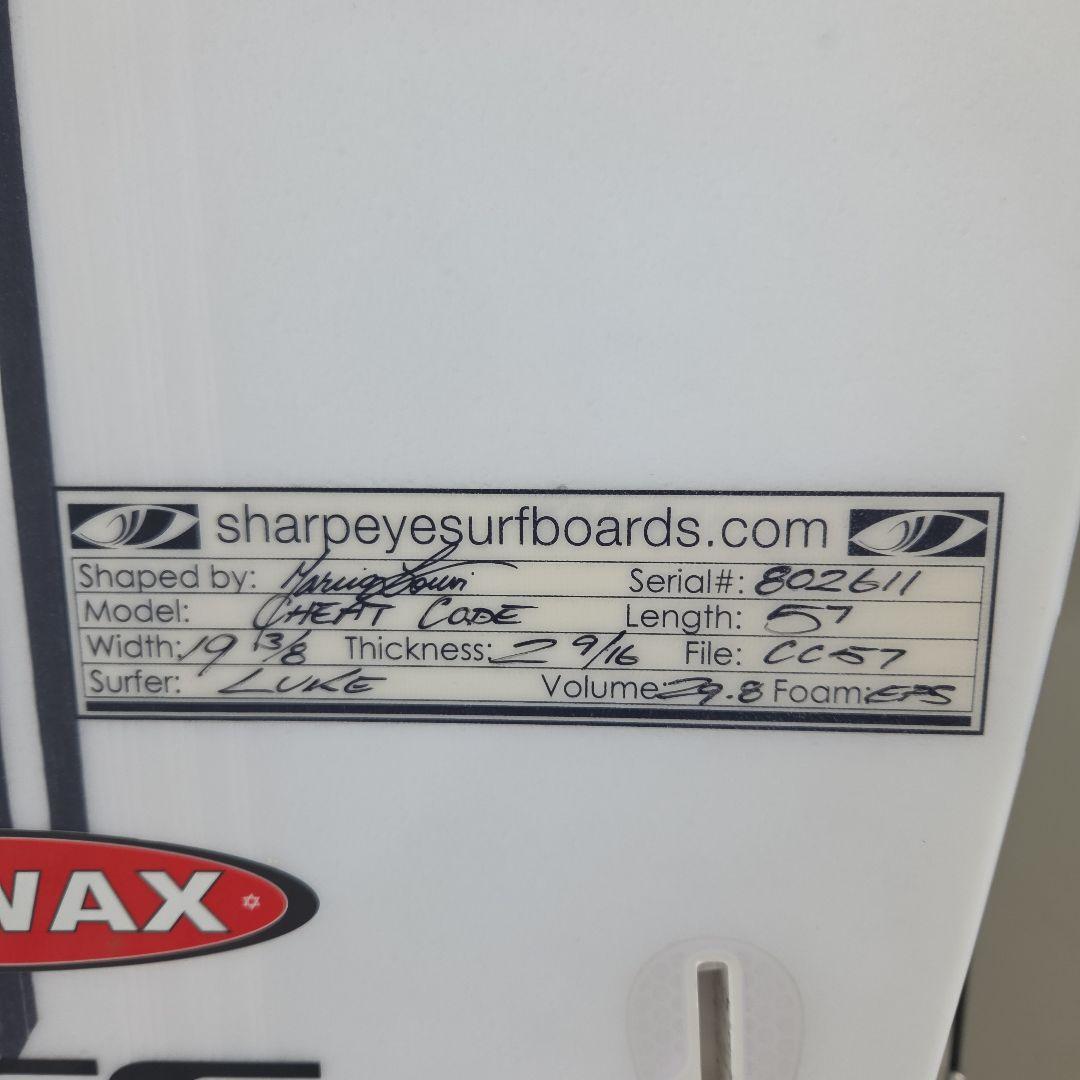 sharpeyesurfboards.com
Shaped by: Serial#: 802611
Model: CHEAT CODE Length: 57
Width: 19 3/8 Thickness: 2 9/16 File: CC57
Surfer: LUKE Volume: 29.8 Foam: EPS
WAX